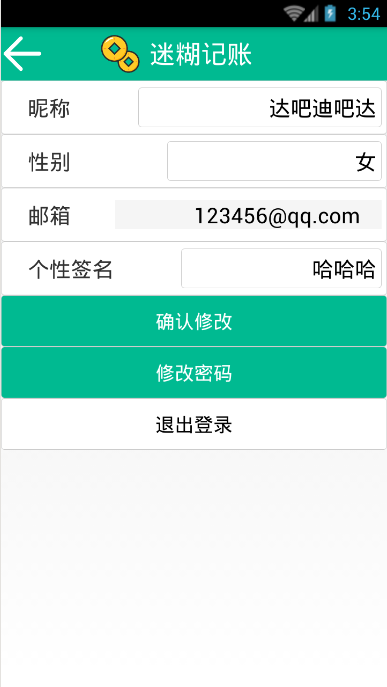 3:54
迷糊记账
昵称 达吧迪吧达
性别 女
邮箱 123456@qq.com
个性签名 哈哈哈
确认修改
修改密码
退出登录